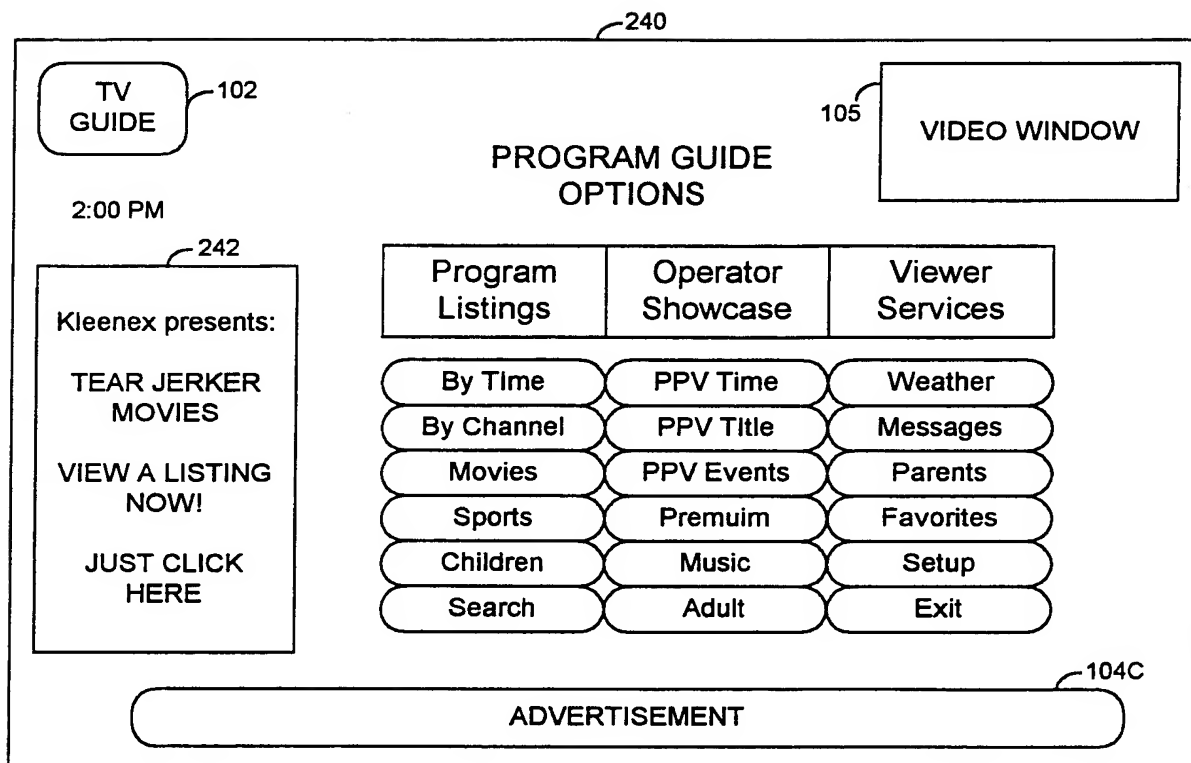 240
TV
GUIDE
102
105
VIDEO WINDOW
PROGRAM GUIDE
OPTIONS
2:00 PM
242
Kleenex presents:
TEAR JERKER
MOVIES
VIEW A LISTING
NOW!
JUST CLICK
HERE
Program
Listings
Operator
Showcase
Viewer
Services
By Time
PPV Time
Weather
By Channel
PPV Title
Messages
Movies
PPV Events
Parents
Sports
Premuim
Favorites
Children
Music
Setup
Search
Adult
Exit
104C
ADVERTISEMENT